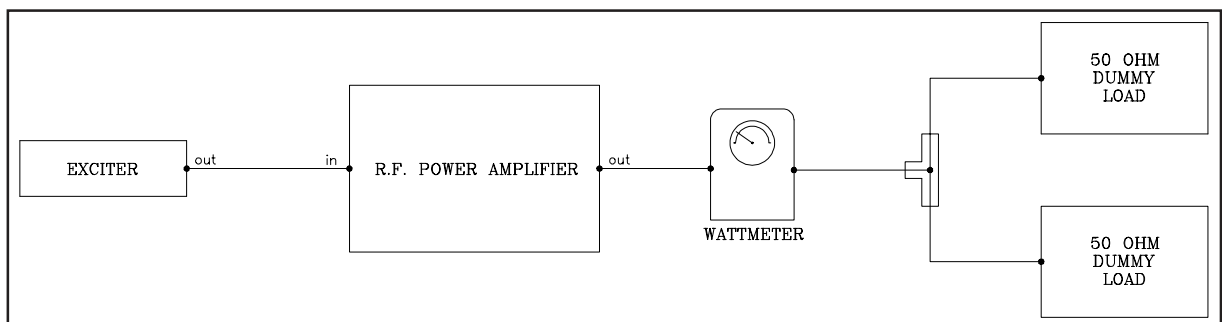 50 OHM
DUMMY
LOAD
EXCITER
out
in
R.F. POWER AMPLIFIER
out
WATTMETER
50 OHM
DUMMY
LOAD